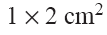 1 × 2 cm²